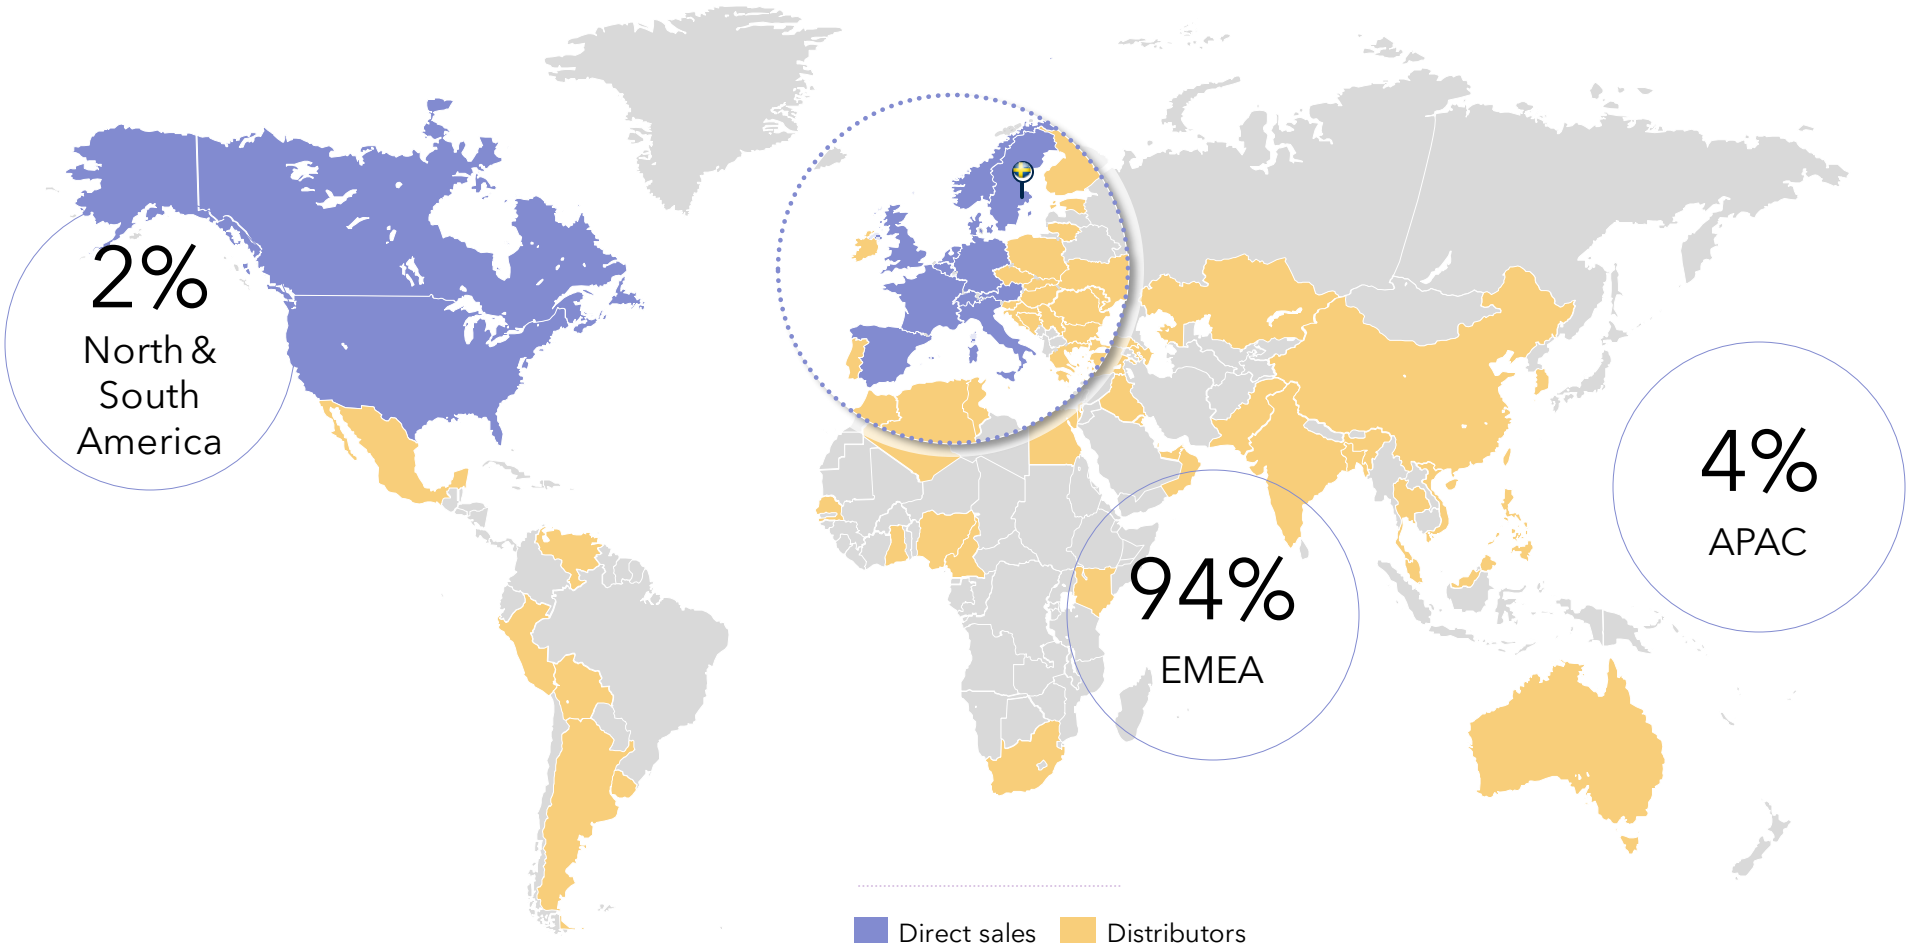 2%
North &
South
America
94%
EMEA
4%
APAC
Direct sales
Distributors